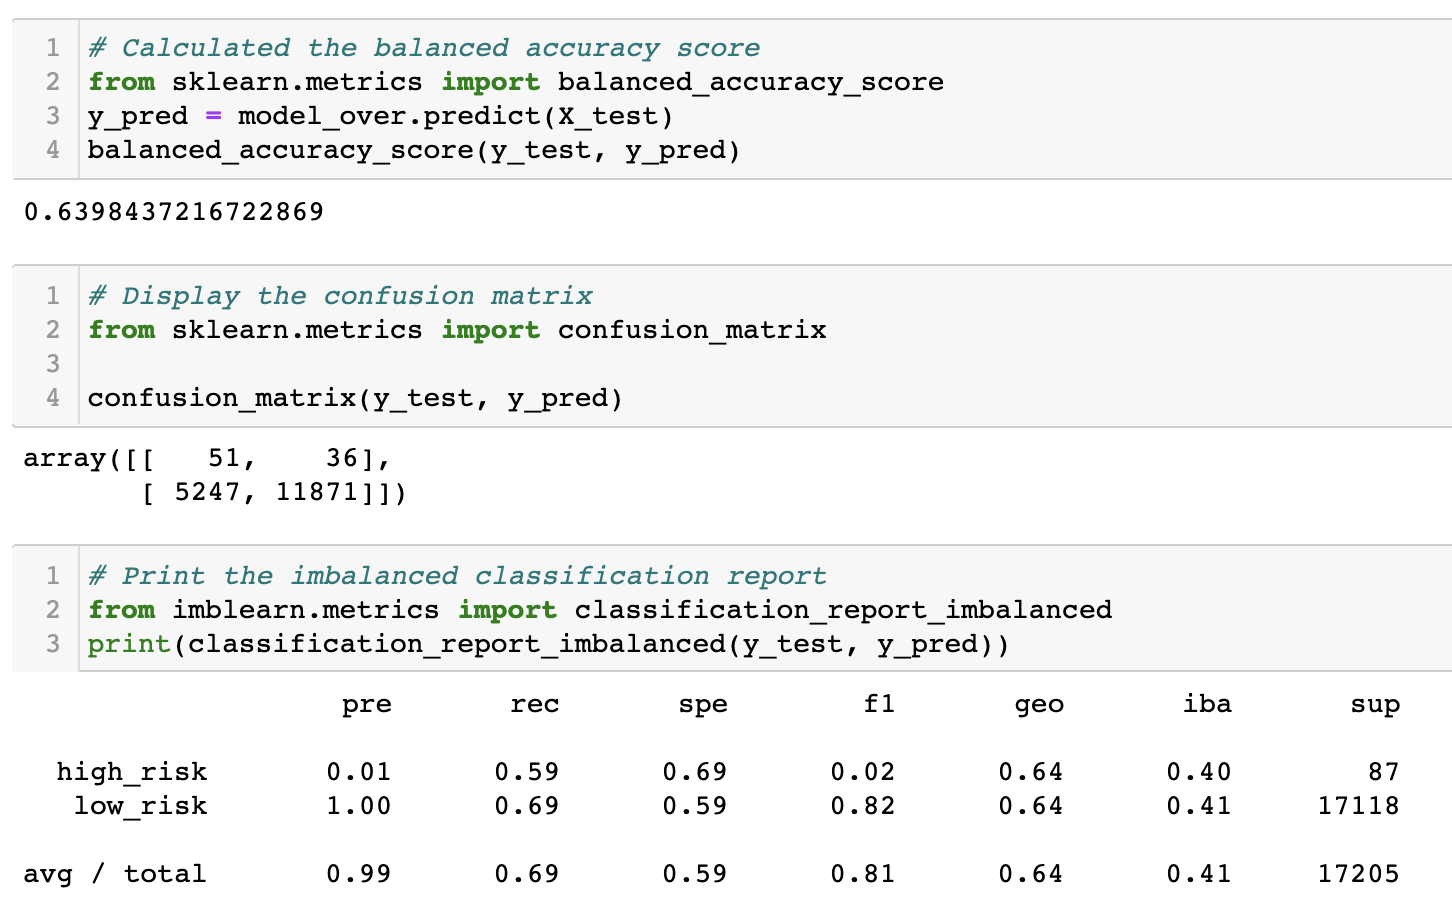 1 # Calculated the balanced accuracy score
2 from sklearn.metrics import balanced_accuracy_score
3 y_pred = model_over.predict(X_test)
4 balanced_accuracy_score(y_test, y_pred)
0.6398437216722869
1 # Display the confusion matrix
2 from sklearn.metrics import confusion_matrix
3
4 confusion_matrix(y_test, y_pred)
array([[   51,    36],
       [ 5247, 11871]])
1 # Print the imbalanced classification report
2 from imblearn.metrics import classification_report_imbalanced
3 print(classification_report_imbalanced(y_test, y_pred))
pre rec spe f1 geo iba sup
high_risk 0.01 0.59 0.69 0.02 0.64 0.40 87
low_risk 1.00 0.69 0.59 0.82 0.64 0.41 17118
avg / total 0.99 0.69 0.59 0.81 0.64 0.41 17205